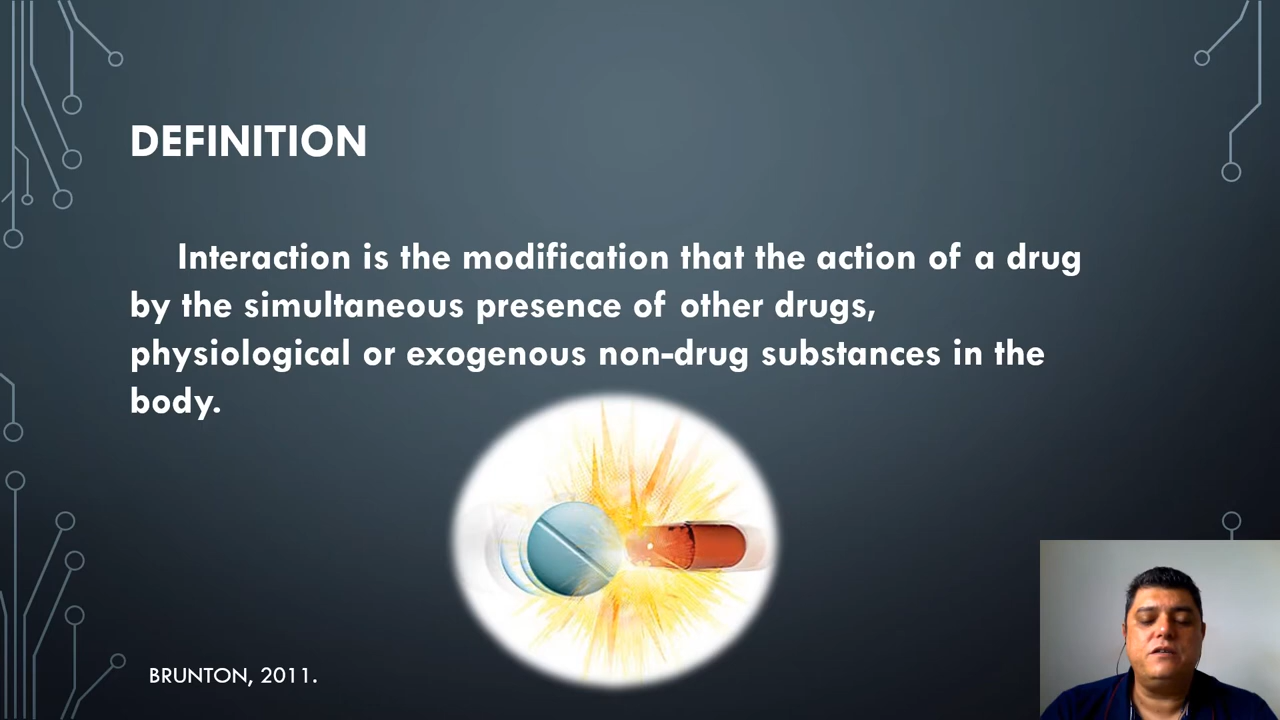 DEFINITION
Interaction is the modification that the action of a drug
by the simultaneous presence of other drugs,
physiological or exogenous non-drug substances in the
body.
BRUNTON, 2011.